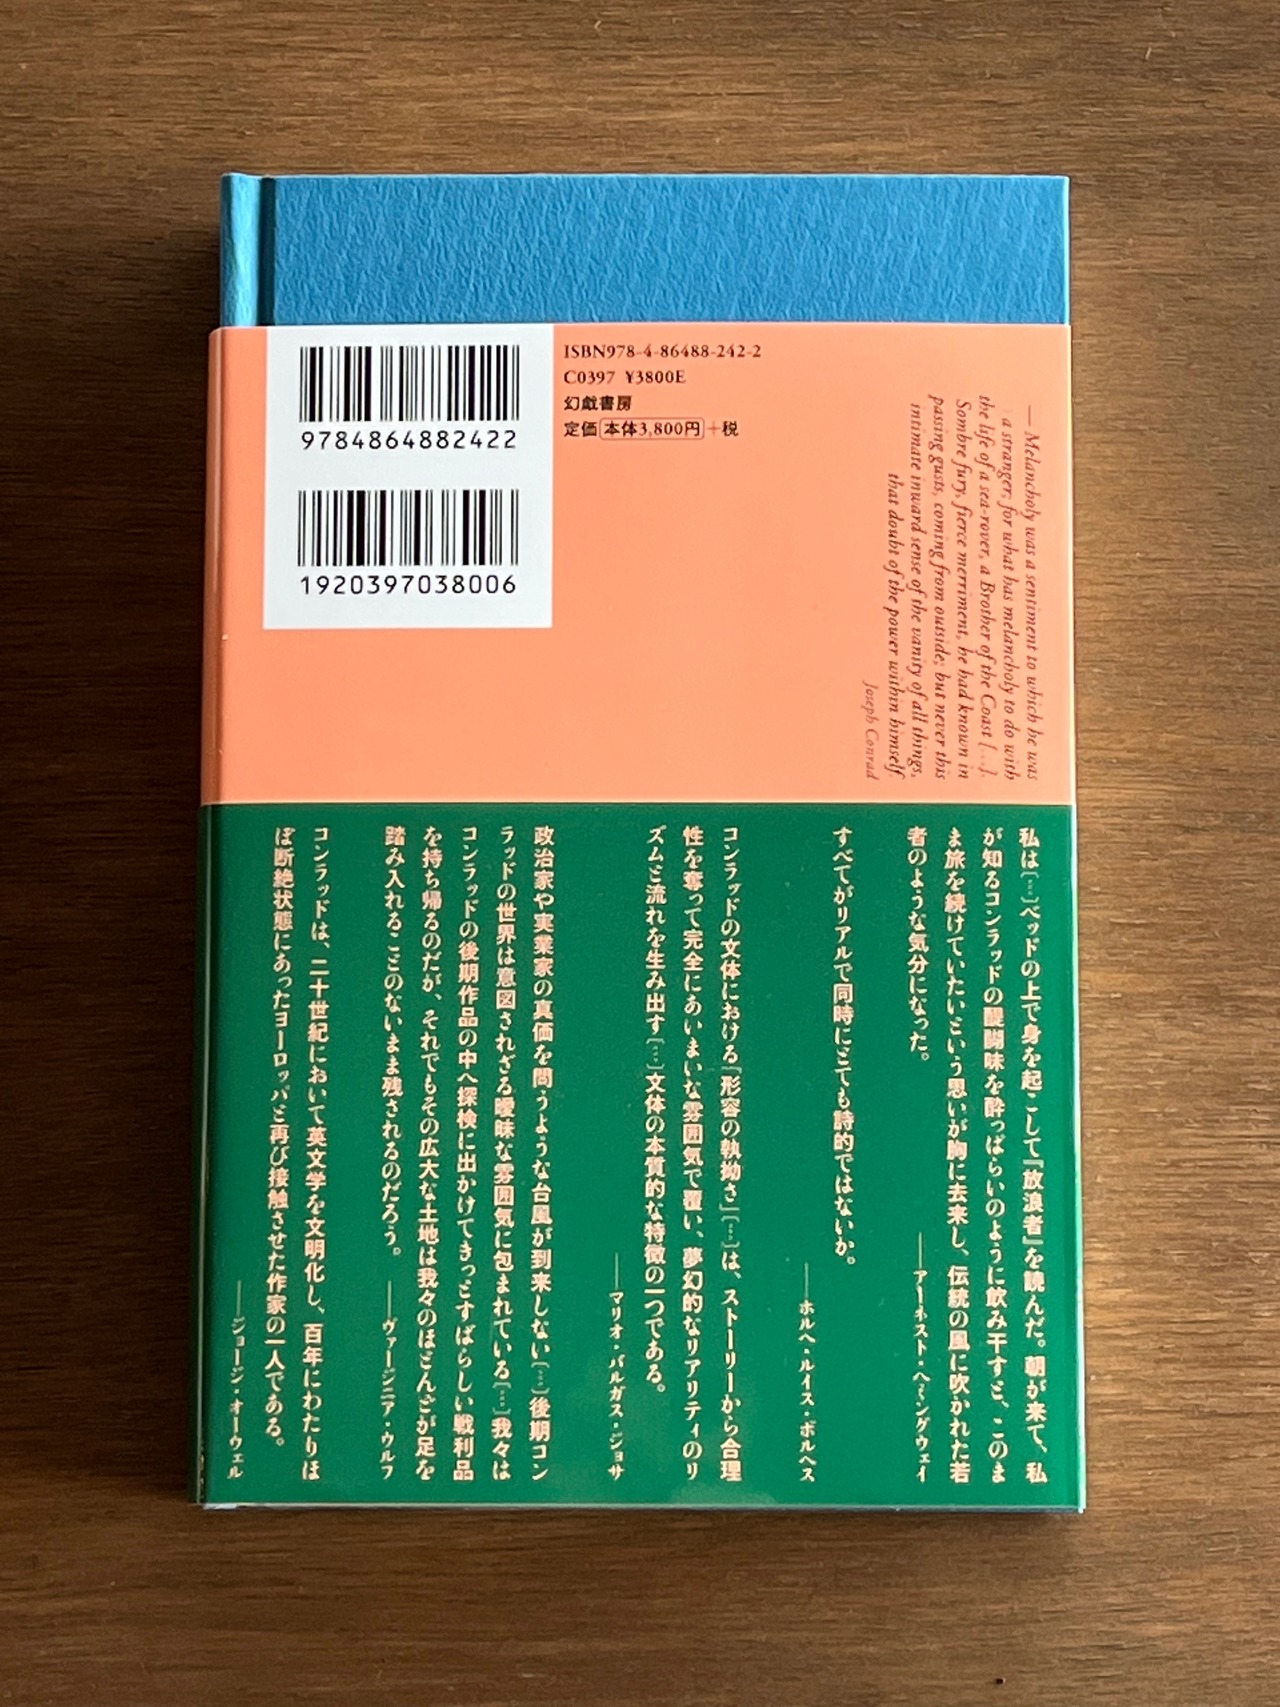 9784864882422
1920397038006
ISBN978-4-86488-242-2
C0397 ¥3800E
幻戯書房
定価 本体3,800円 +税
— Melancholy was a sentiment to which he was
a stranger; for what has melancholy to do with
the life of a sea-rover, a Brother of the Coast [...].
Sombre fury, fierce merriment, he had known in
passing gusts, coming from outside; but never this
intimate inward sense of the vanity of all things,
that doubt of the power within himself.
Joseph Conrad
私は[…]ベッドの上で身を起こして『放浪者』を読んだ。朝が来て、私
が知るコンラッドの醍醐味を酔っぱらいのように飲み干すと、このま
ま旅を続けていたいという思いが胸に去来し、伝統の風に吹かれた若
者のような気分になった。
——アーネスト・ヘミングウェイ
すべてがリアルで同時にとても詩的ではないか。
——ホルヘ・ルイス・ボルヘス
コンラッドの文体における「形容の執拗さ」[…]は、ストーリーから合理
性を奪って完全にあいまいな雰囲気で覆い、夢幻的なリアリティのリ
ズムと流れを生み出す[…]文体の本質的な特徴の一つである。
——マリオ・バルガス・ジョサ
政治家や実業家の真価を問うような台風が到来しない[…]後期コン
ラッドの世界は意図されざる曖昧な雰囲気に包まれている[…]我々は
コンラッドの後期作品の中へ探検に出かけてきっとすばらしい戦利品
を持ち帰るのだが、それでもその広大な土地は我々のほとんどが足を
踏み入れることのないまま残されるのだろう。
——ヴァージニア・ウルフ
コンラッドは、二十世紀において英文学を文明化し、百年にわたりほ
ぼ断絶状態にあったヨーロッパと再び接触させた作家の一人である。
——ジョージ・オーウェル